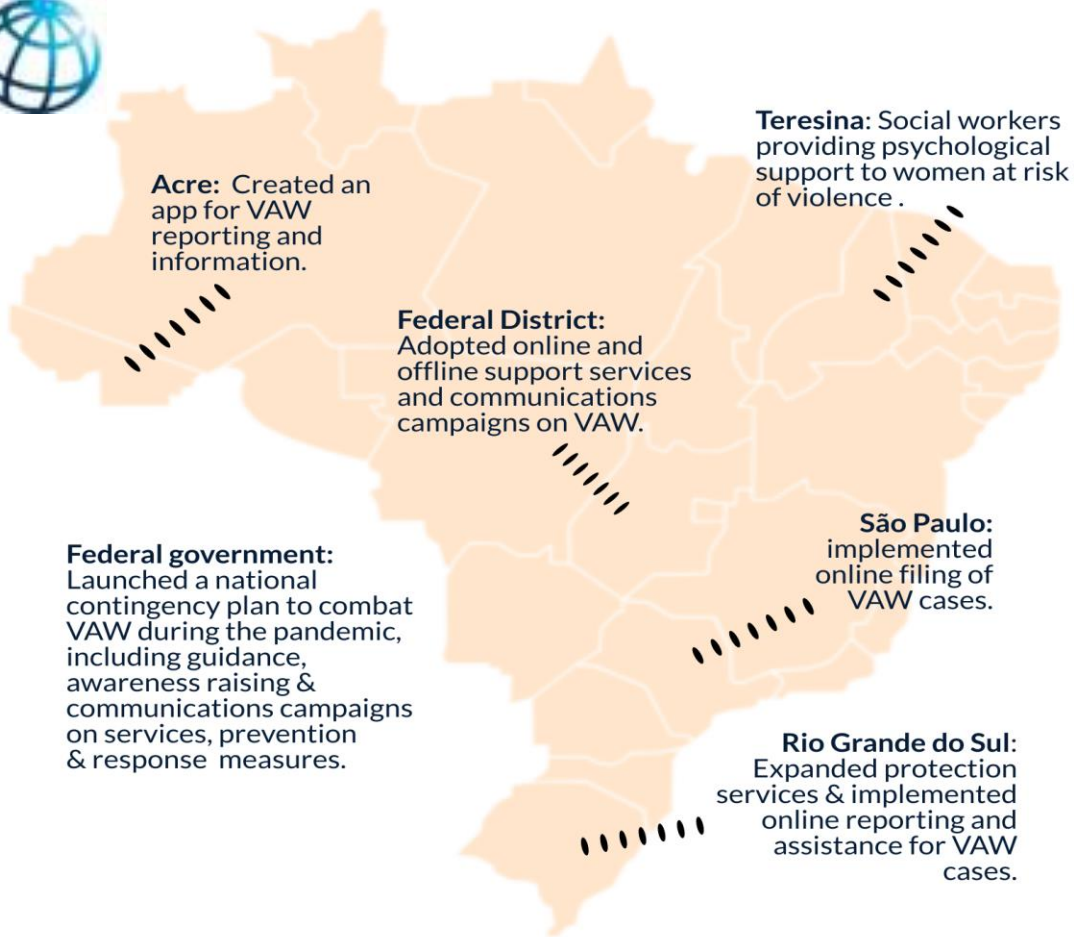 Acre: Created an
app for VAW
reporting and
information.
Teresina: Social workers
providing psychological
support to women at risk
of violence .
Federal District:
Adopted online and
offline support services
and communications
campaigns on VAW.
Federal government:
Launched a national
contingency plan to combat
VAW during the pandemic,
including guidance,
awareness raising &
communications campaigns
on services, prevention
& response measures.
São Paulo:
implemented
online filing of
VAW cases.
Rio Grande do Sul:
Expanded protection
services & implemented
online reporting and
assistance for VAW
cases.